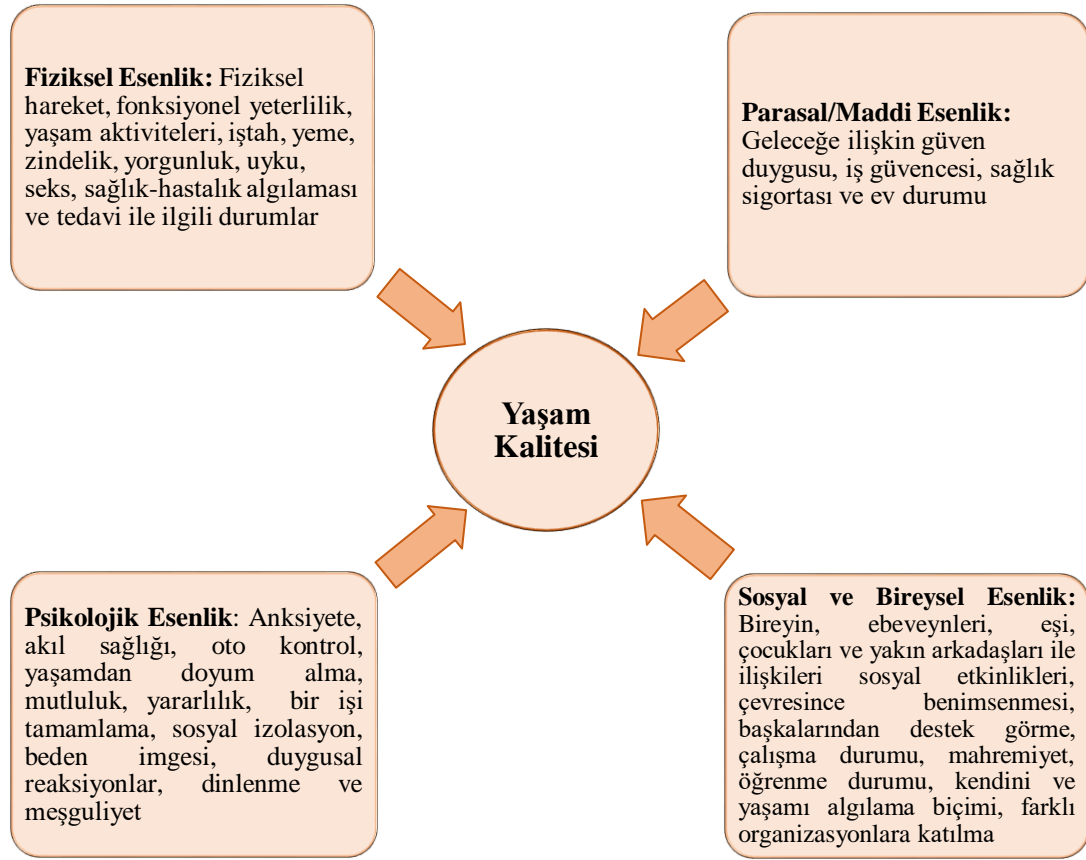 Fiziksel Esenlik: Fiziksel
hareket, fonksiyonel yeterlilik,
yaşam aktiviteleri, iştah, yeme,
zindelik, yorgunluk, uyku,
seks, sağlık-hastalık algılaması
ve tedavi ile ilgili durumlar
Parasal/Maddi Esenlik:
Geleceğe ilişkin güven
duygusu, iş güvencesi, sağlık
sigortası ve ev durumu
Yaşam
Kalitesi
Psikolojik Esenlik: Anksiyete,
akıl sağlığı, oto kontrol,
yaşamdan doyum alma,
mutluluk, yararlılık, bir işi
tamamlama, sosyal izolasyon,
beden imgesi, duygusal
reaksiyonlar, dinlenme ve
meşguliyet
Sosyal ve Bireysel Esenlik:
Bireyin, ebeveynleri, eşi,
çocukları ve yakın arkadaşları ile
ilişkileri sosyal etkinlikleri,
çevresince benimsenmesi,
başkalarından destek görme,
çalışma durumu, mahremiyet,
öğrenme durumu, kendini ve
yaşamı algılama biçimi, farklı
organizasyonlara katılma